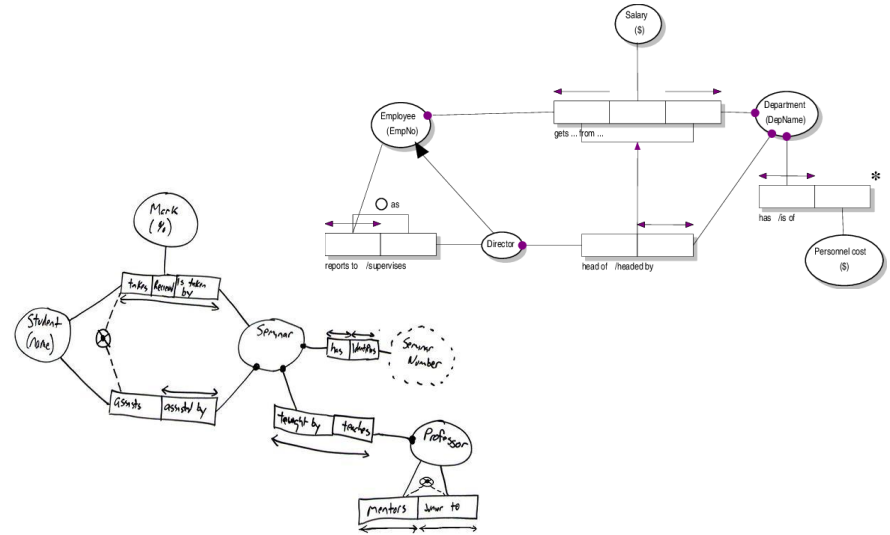 Salary
($)
Employee
(EmpNo)
Department
(DepName)
gets ... from ...
as
*
has /is of
reports to /supervises
Director
head of /headed by
Personnel cost
($)
Mark
(%)
takes Received Is taken
by
Student
(name)
Seminar
has Identifies
Seminar
Number
assists assisted by
taught by teaches
Professor
mentors Junior to